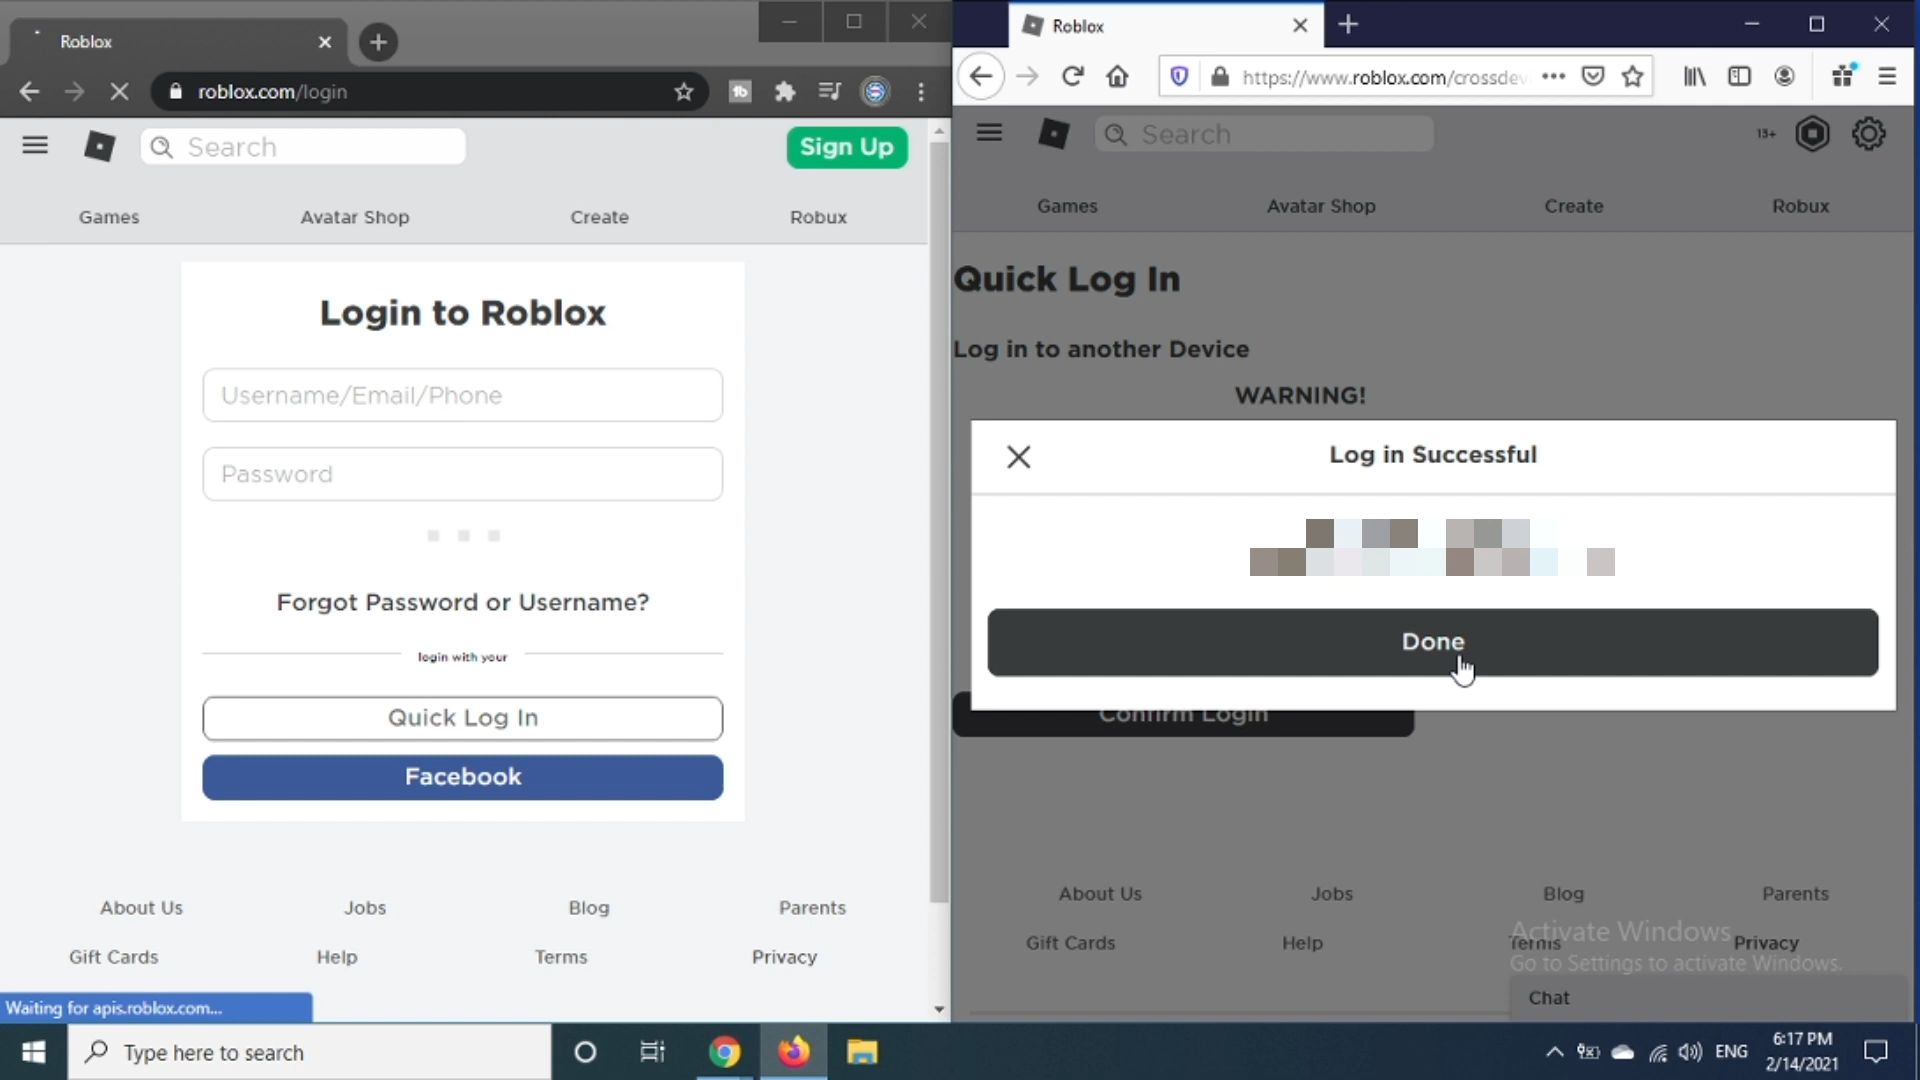 Roblox
roblox.com/login
Search
Sign Up
Games
Avatar Shop
Create
Robux
Login to Roblox
Username/Email/Phone
Password
Forgot Password or Username?
login with your
Quick Log In
Facebook
About Us
Jobs
Blog
Parents
Gift Cards
Help
Terms
Privacy
Waiting for apis.roblox.com...
Roblox
https://www.roblox.com/crossdev
Search
13+
Games
Avatar Shop
Create
Robux
Quick Log In
Log in to another Device
WARNING!
Log in Successful
Done
Confirm Login
About Us
Jobs
Blog
Parents
Gift Cards
Help
Terms
Privacy
Activate Windows
Go to Settings to activate Windows.
Chat
Type here to search
ENG
6:17 PM
2/14/2021